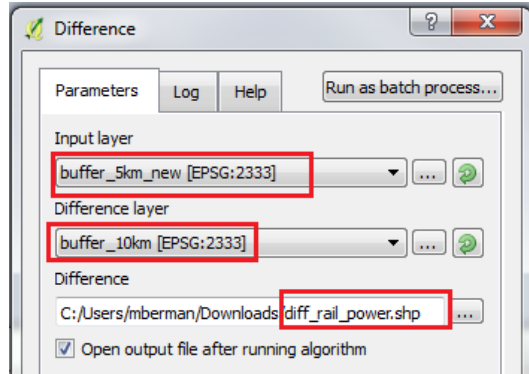 Difference
Parameters
Log
Help
Run as batch process...
Input layer
buffer_5km_new [EPSG:2333]
...
Difference layer
buffer_10km [EPSG:2333]
...
Difference
C:/Users/mberman/Downloads/diff_rail_power.shp
...
Open output file after running algorithm